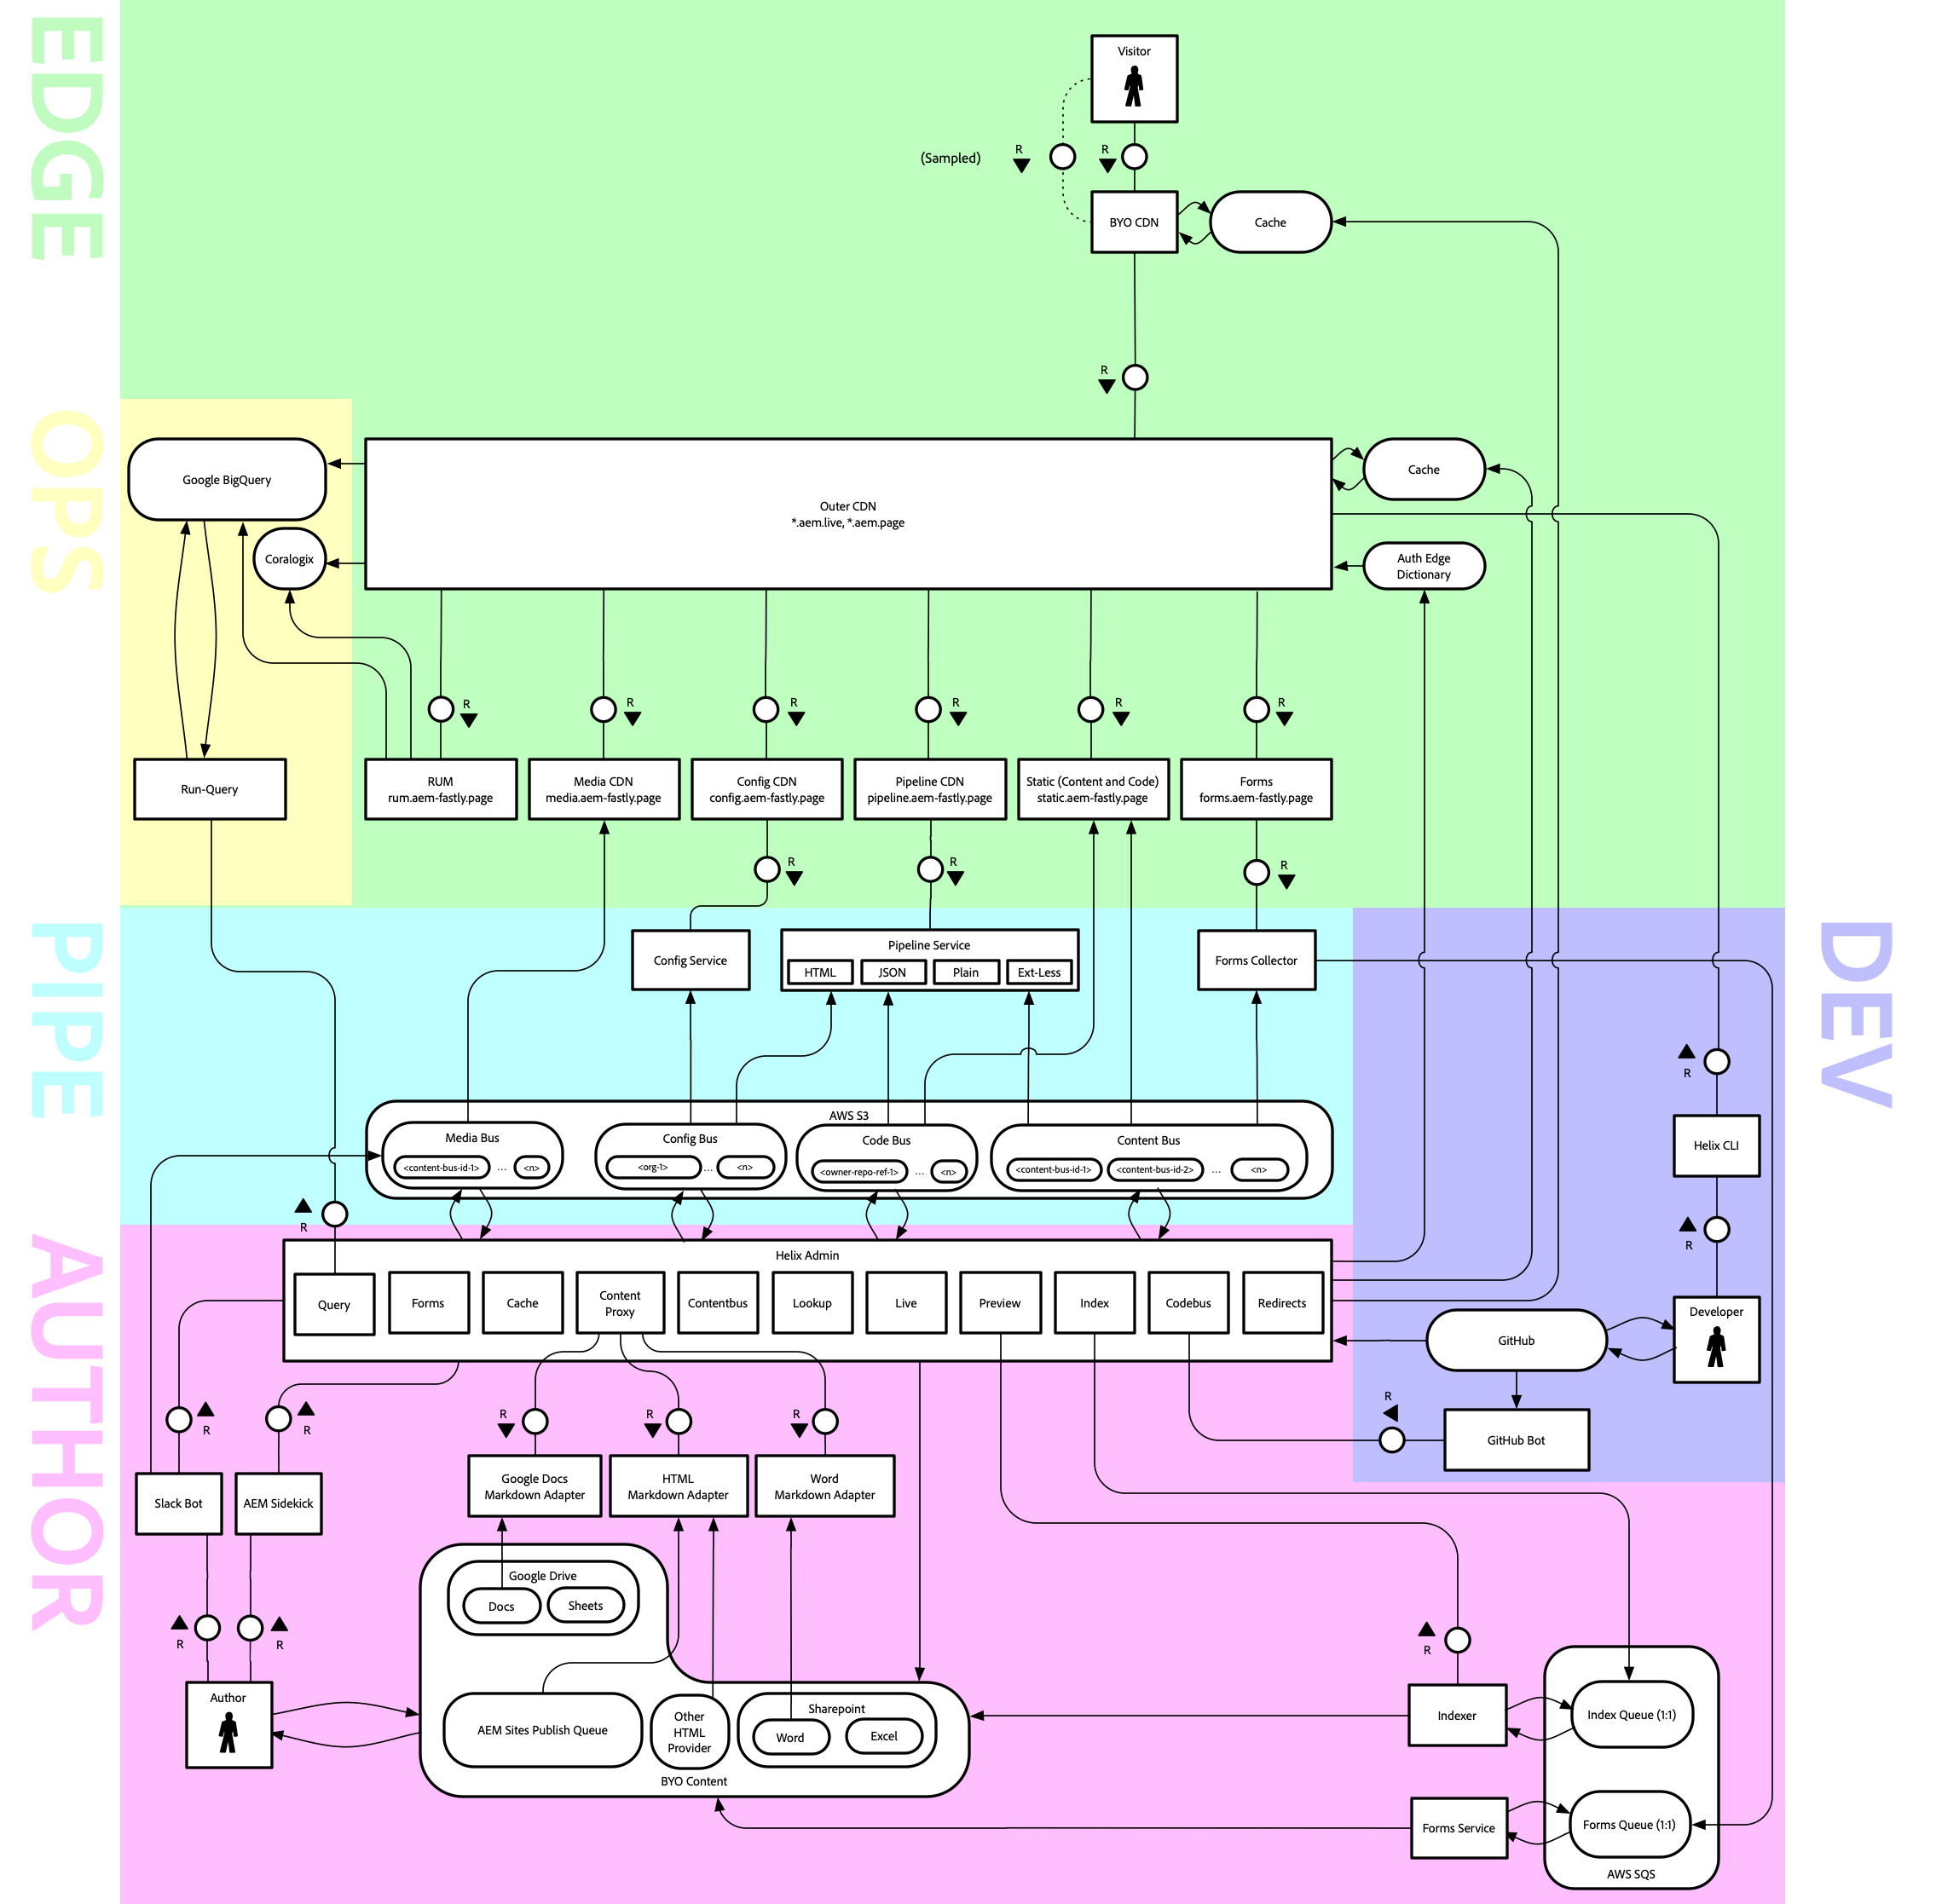 EDGE
OPS
PIPE
AUTHOR
DEV
Visitor
(Sampled)
R
R
BYO CDN
Cache
R
Google BigQuery
Coralogix
Outer CDN
*.aem.live, *.aem.page
Cache
Auth Edge
Dictionary
R
R
R
R
R
R
Run-Query
RUM
rum.aem-fastly.page
Media CDN
media.aem-fastly.page
Config CDN
config.aem-fastly.page
Pipeline CDN
pipeline.aem-fastly.page
Static (Content and Code)
static.aem-fastly.page
Forms
forms.aem-fastly.page
R
R
R
Config Service
Pipeline Service
HTML
JSON
Plain
Ext-Less
Forms Collector
R
AWS S3
Media Bus
<content-bus-id-1>
...
<n>
Config Bus
<org-1>
...
<n>
Code Bus
<owner-repo-ref-1>
...
<n>
Content Bus
<content-bus-id-1>
<content-bus-id-2>
...
<n>
Helix CLI
R
R
Helix Admin
Query
Forms
Cache
Content
Proxy
Contentbus
Lookup
Live
Preview
Index
Codebus
Redirects
GitHub
Developer
R
GitHub Bot
R
R
R
R
R
Slack Bot
AEM Sidekick
Google Docs
Markdown Adapter
HTML
Markdown Adapter
Word
Markdown Adapter
Google Drive
Docs
Sheets
R
R
R
Author
AEM Sites Publish Queue
Other
HTML
Provider
Sharepoint
Word
Excel
BYO Content
Indexer
Index Queue (1:1)
Forms Service
Forms Queue (1:1)
AWS SQS